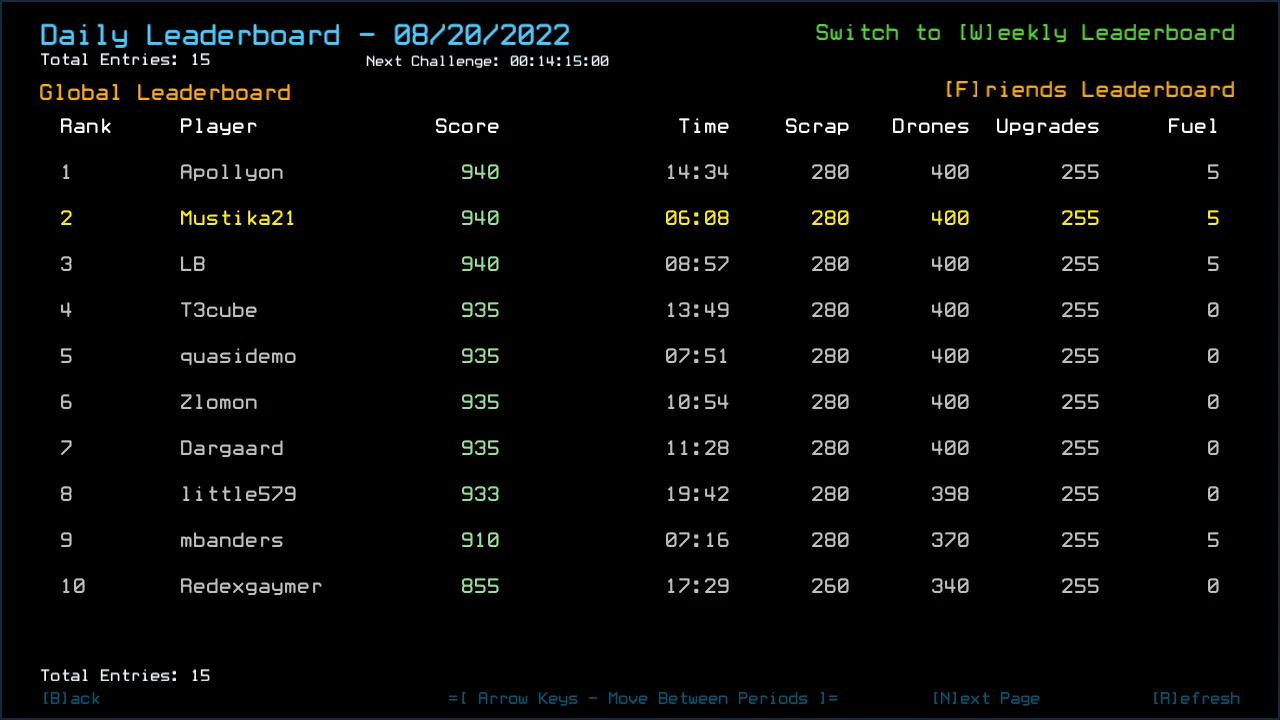 Daily Leaderboard - 08/20/2022 Switch to [W]eekly Leaderboard
Total Entries: 15 Next Challenge: 00:14:15:00
Global Leaderboard [F]riends Leaderboard
Rank Player Score Time Scrap Drones Upgrades Fuel
1 Apollyon 940 14:34 280 400 255 5
2 Mustika21 940 06:08 280 400 255 5
3 LB 940 08:57 280 400 255 5
4 T3cube 935 13:49 280 400 255 0
5 quasidemo 935 07:51 280 400 255 0
6 Zlomon 935 10:54 280 400 255 0
7 Dargaard 935 11:28 280 400 255 0
8 little579 933 19:42 280 398 255 0
9 mbanders 910 07:16 280 370 255 5
10 Redexgaymer 855 17:29 260 340 255 0
Total Entries: 15
[B]ack =[ Arrow Keys - Move Between Periods ]= [N]ext Page [R]efresh